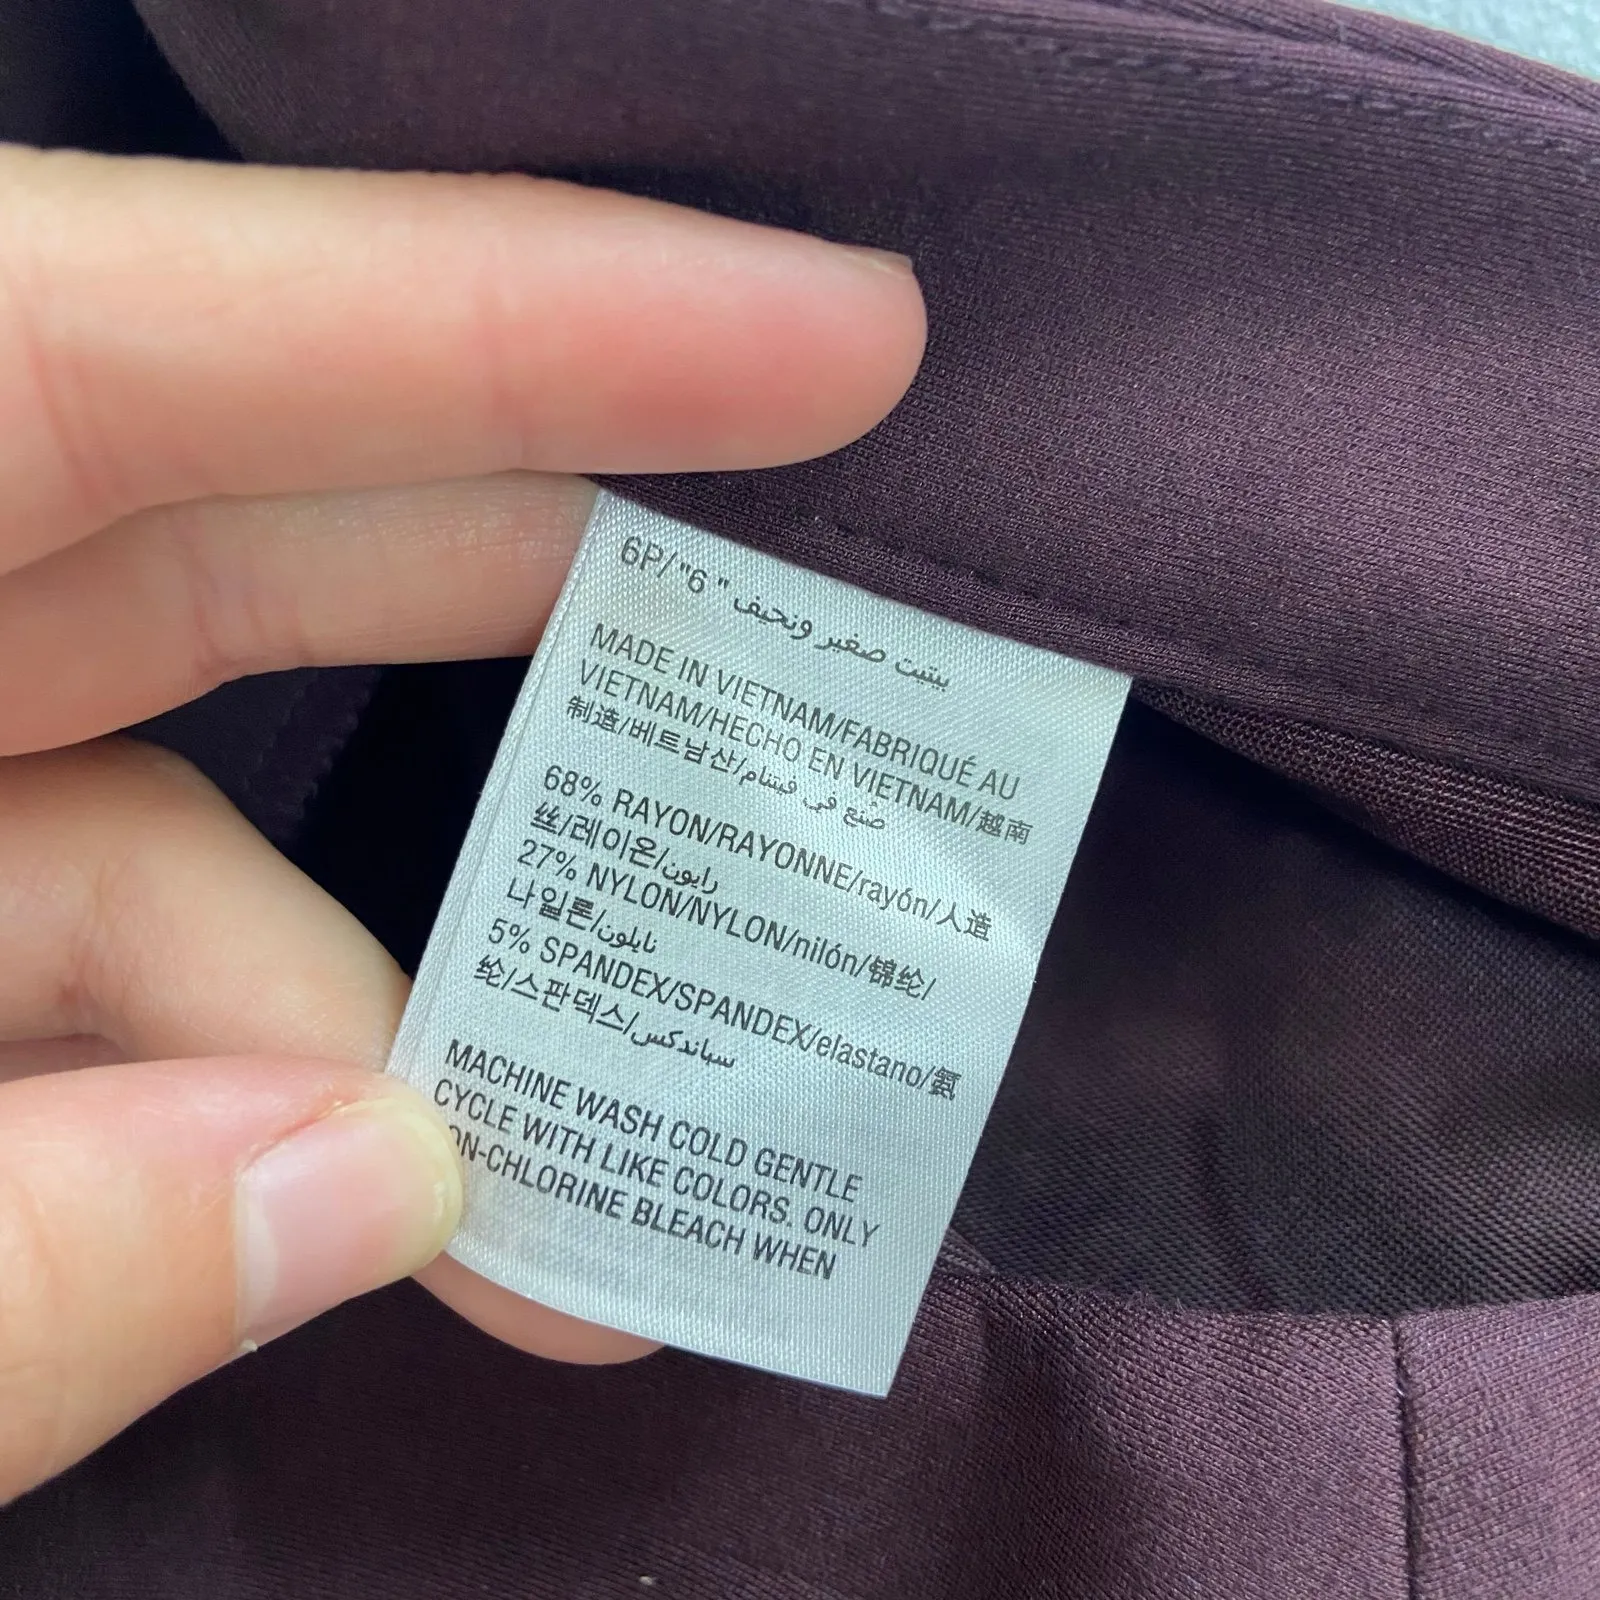 6P/"6 " بيتيت صغير ونحيف
MADE IN VIETNAM/FABRIQUÉ AU
VIETNAM/HECHO EN VIETNAM/越南
制造/베트남 산/صُنع في فيتنام
68% RAYON/RAYONNE/rayón/人造
丝/레이온/رايون
27% NYLON/NYLON/nilón/锦纶/
나일론/نايلون
5% SPANDEX/SPANDEX/elastano/氨
纶/스판덱스/سباندكس
MACHINE WASH COLD GENTLE
CYCLE WITH LIKE COLORS. ONLY
ON-CHLORINE BLEACH WHEN